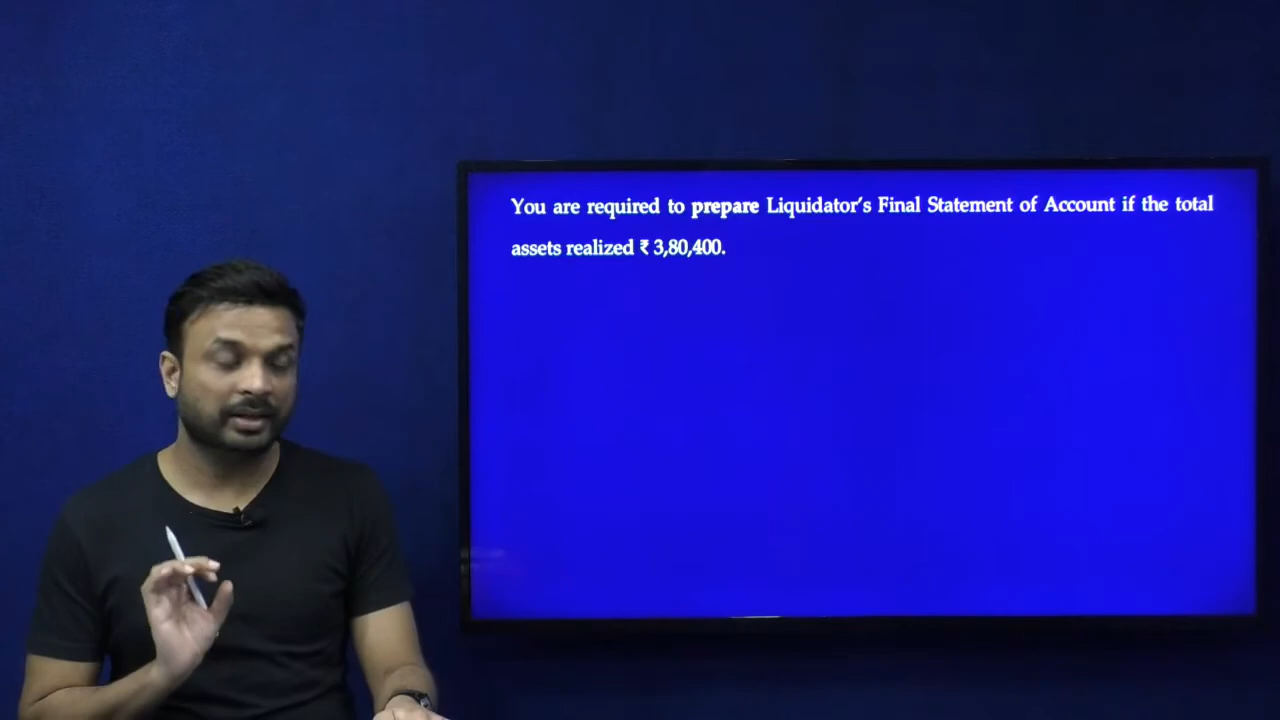 You are required to prepare Liquidator's Final Statement of Account if the total
assets realized ₹ 3,80,400.